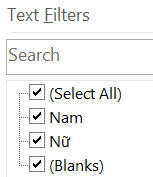 Text Filters
Search
(Select All)
Nam
Nữ
(Blanks)